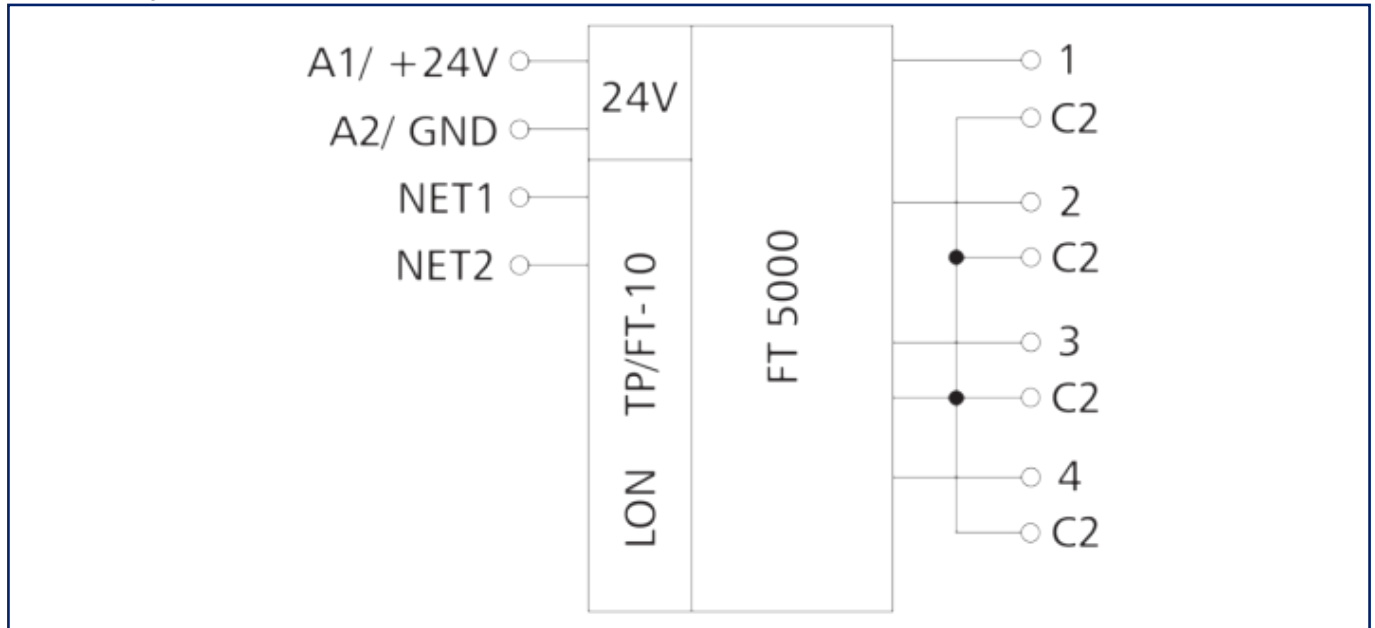 A1/ +24V
A2/ GND
NET1
NET2
24V
LON TP/FT-10
FT 5000
1
C2
2
C2
3
C2
4
C2